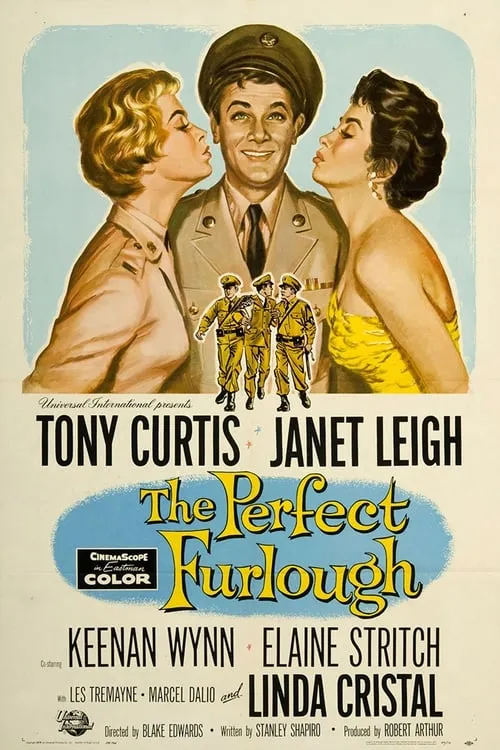 Universal-International presents
TONY CURTIS * JANET LEIGH
The Perfect
Furlough
CINEMASCOPE
in Eastman
COLOR
Co-starring KEENAN WYNN · ELAINE STRITCH
With LES TREMAYNE · MARCEL DALIO and LINDA CRISTAL
Directed by BLAKE EDWARDS · Written by STANLEY SHAPIRO · Produced by ROBERT ARTHUR